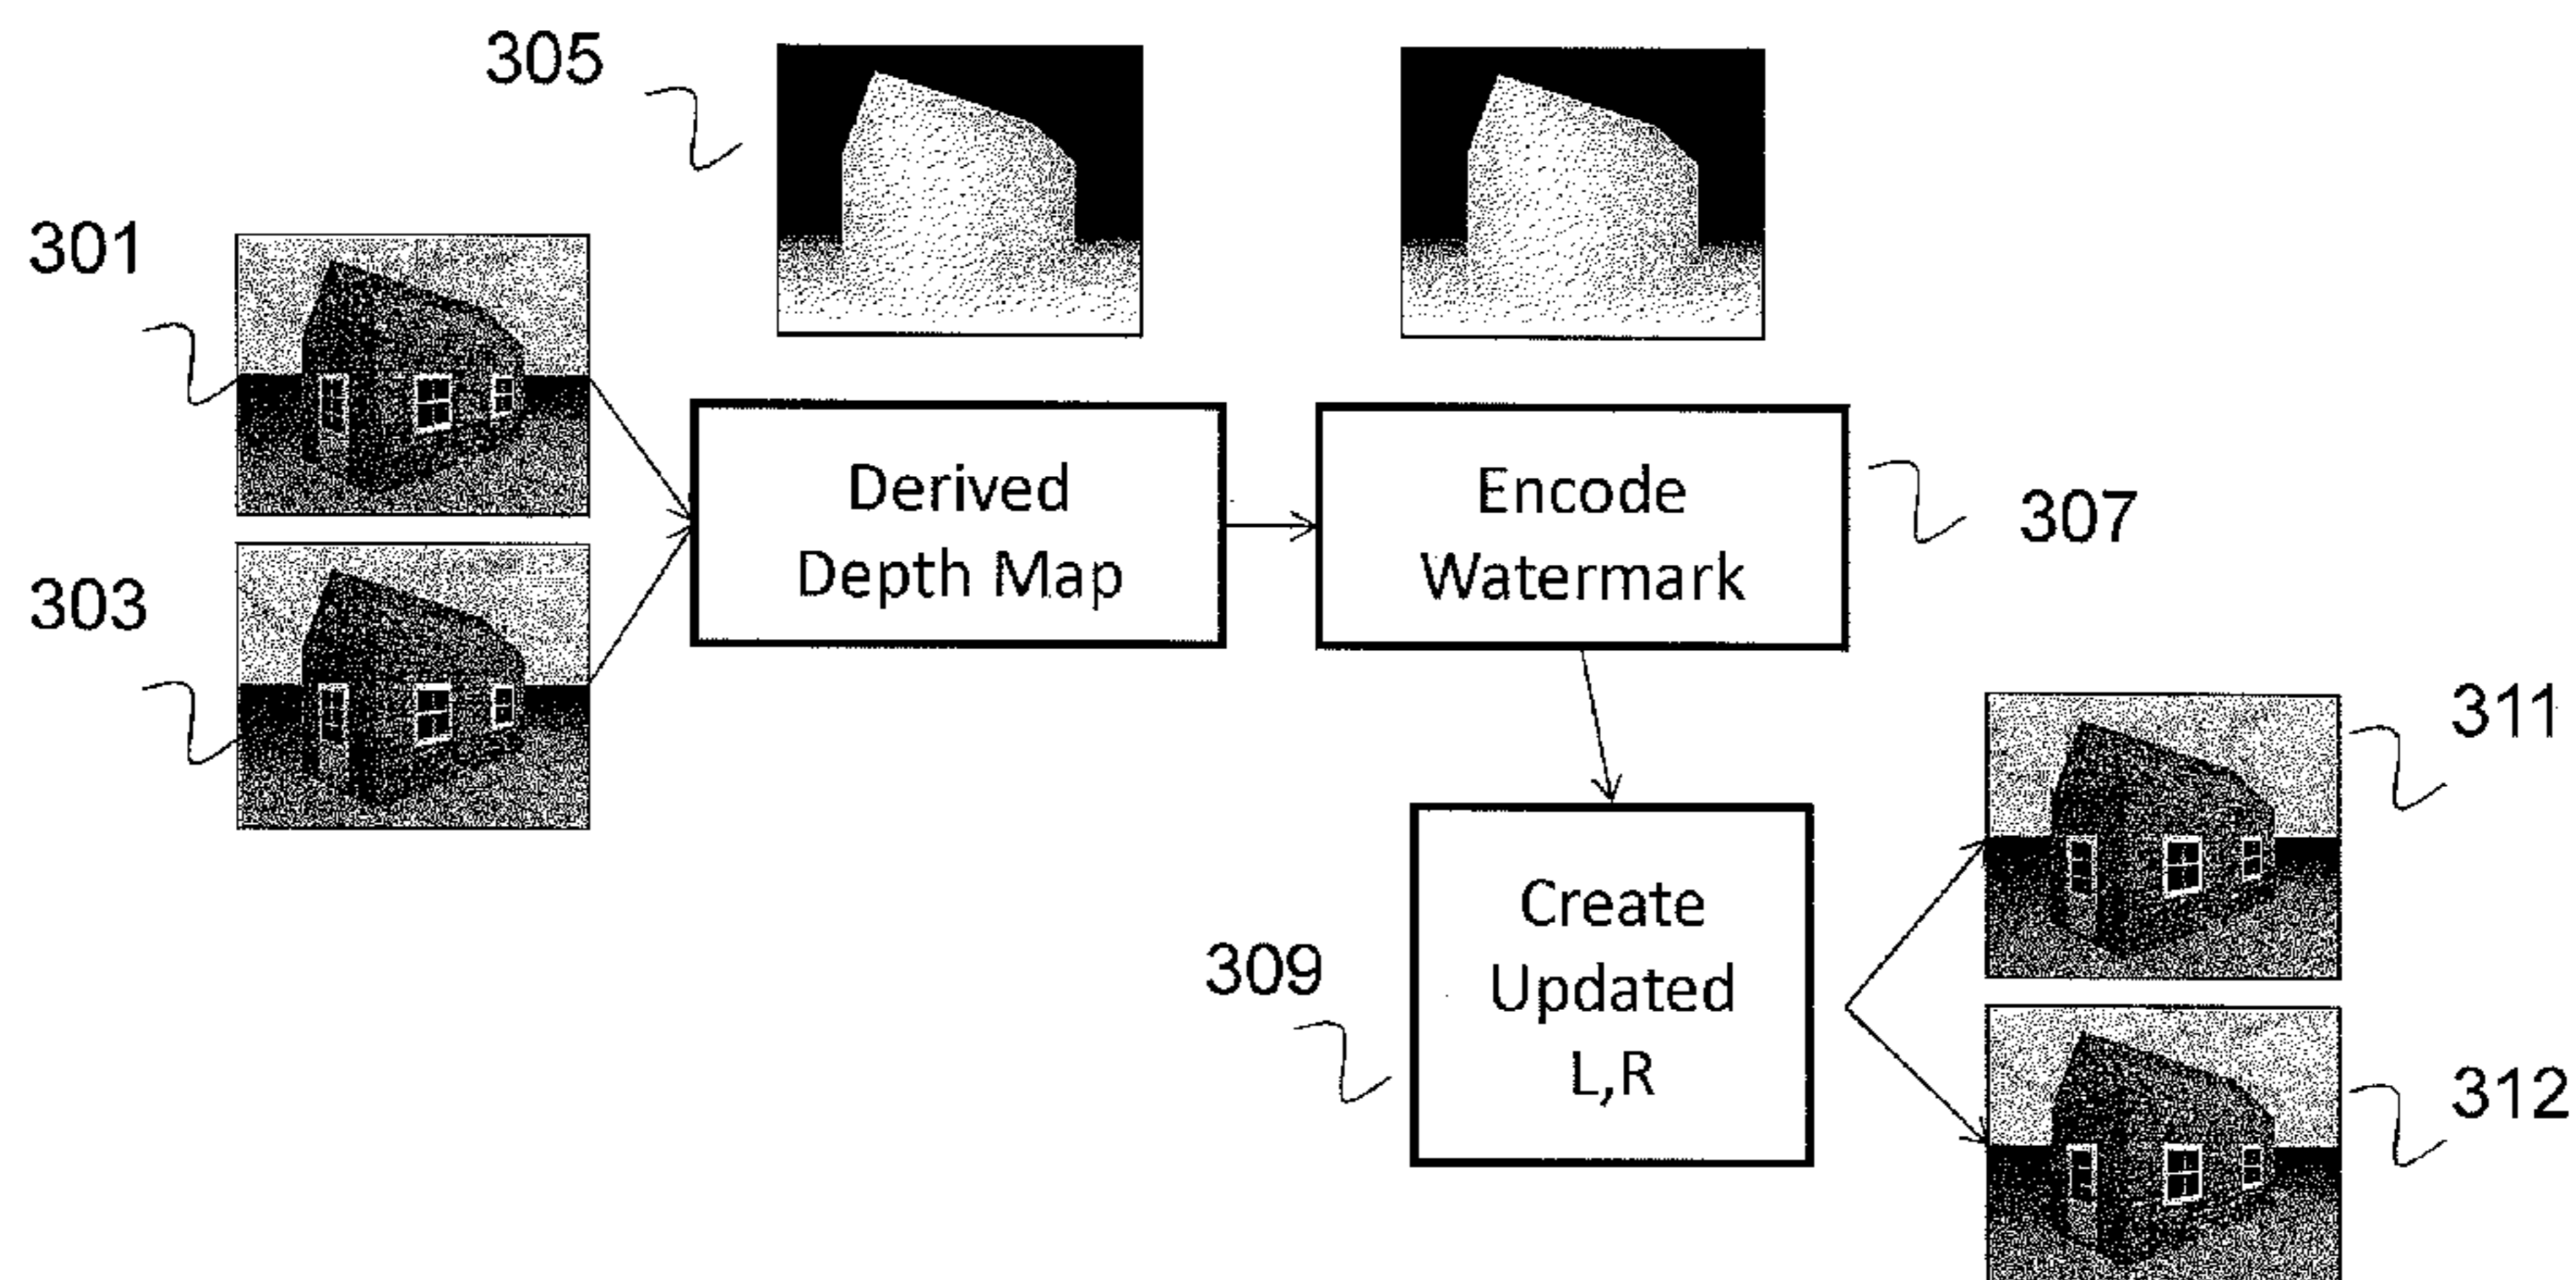 305
301
303
Derived
Depth Map
Encode
Watermark
307
309
Create
Updated
L,R
311
312